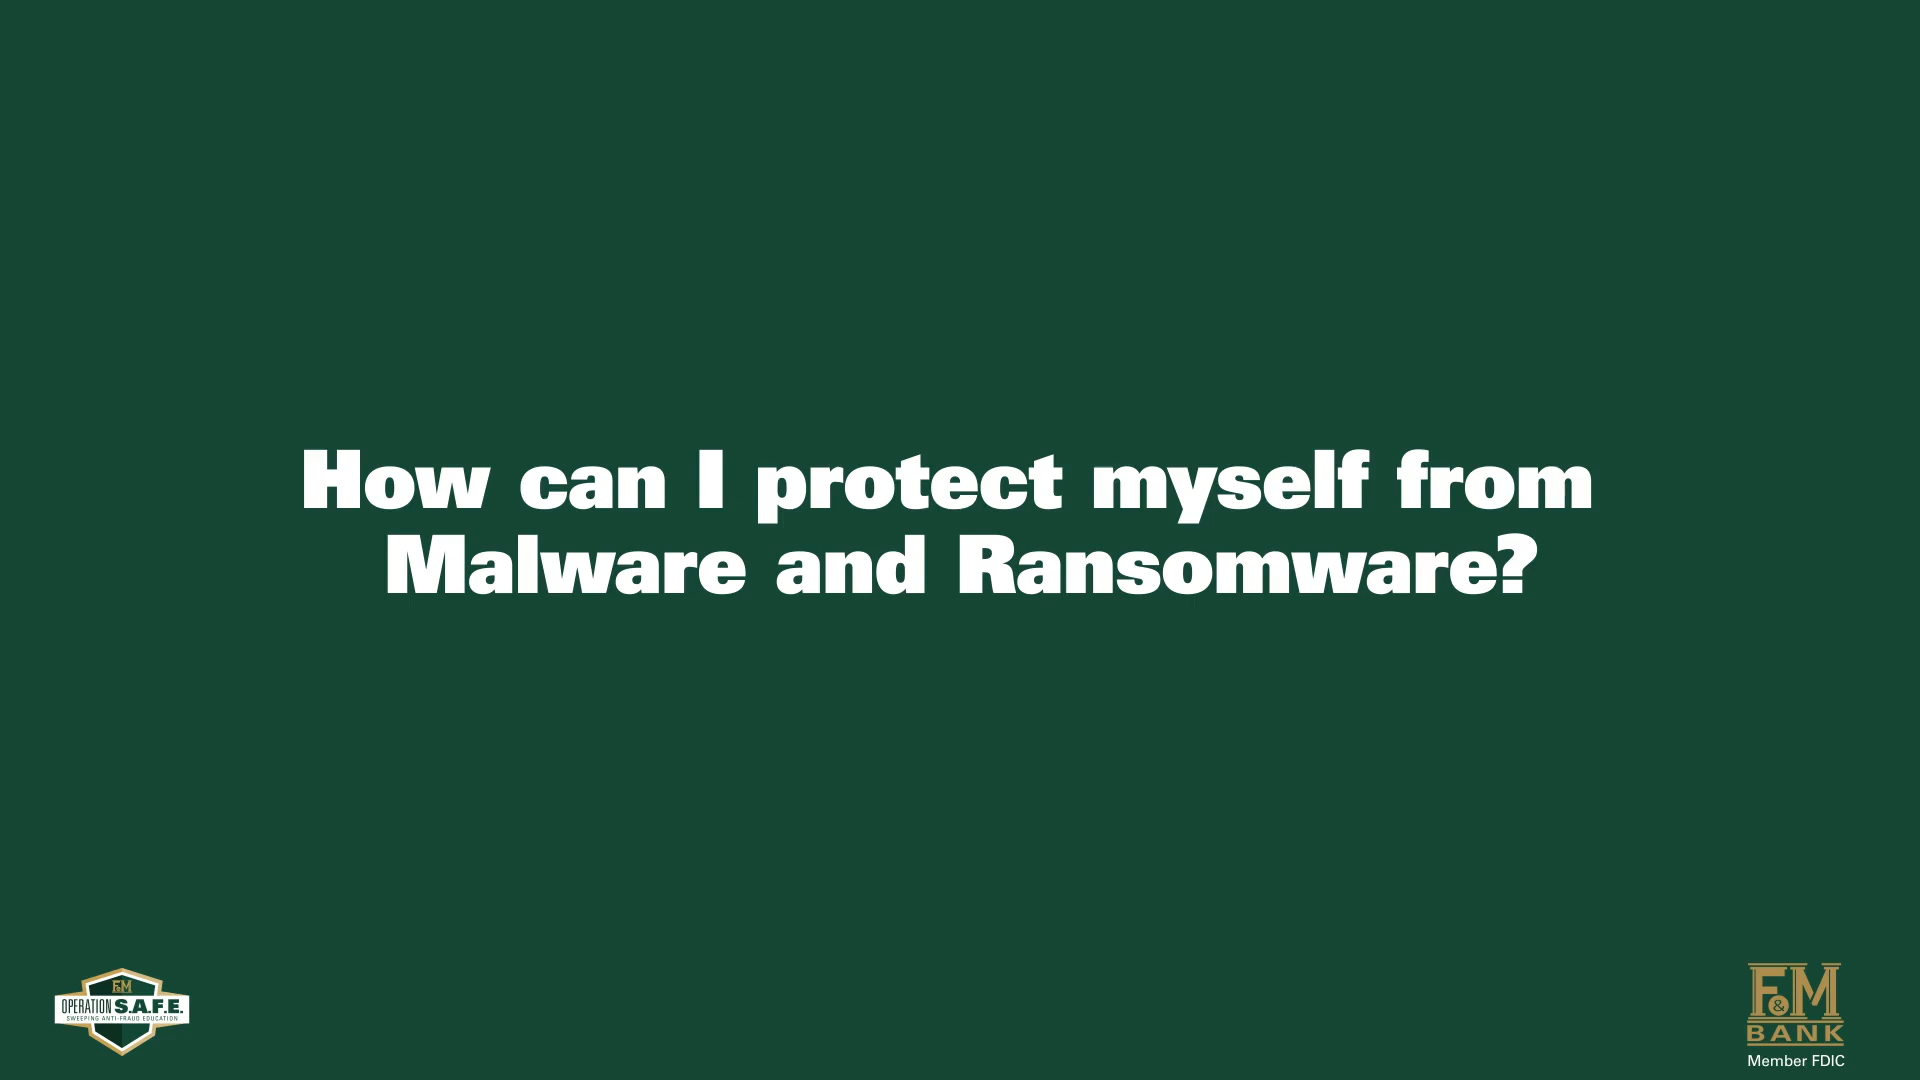 How can I protect myself from
Malware and Ransomware?
F&M
OPERATION S.A.F.E.
SWEEPING ANTI-FRAUD EDUCATION
F&M
BANK
Member FDIC